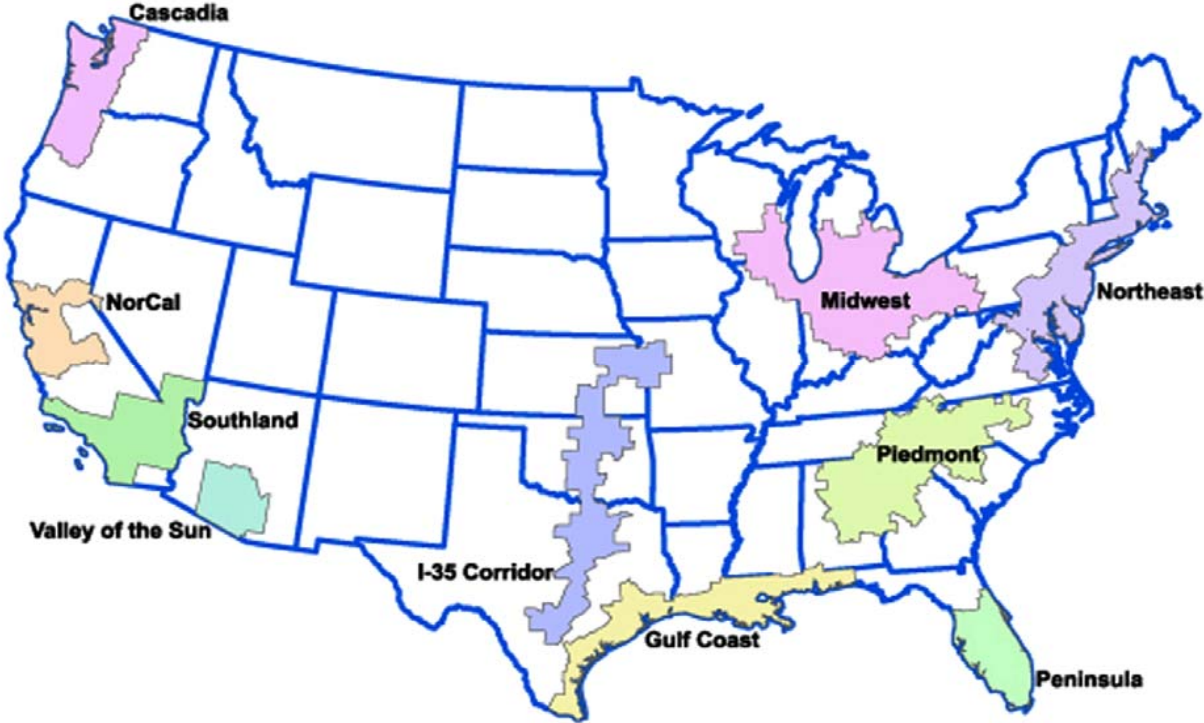 Cascadia
NorCal
Midwest
Northeast
Southland
Piedmont
Valley of the Sun
I-35 Corridor
Gulf Coast
Peninsula